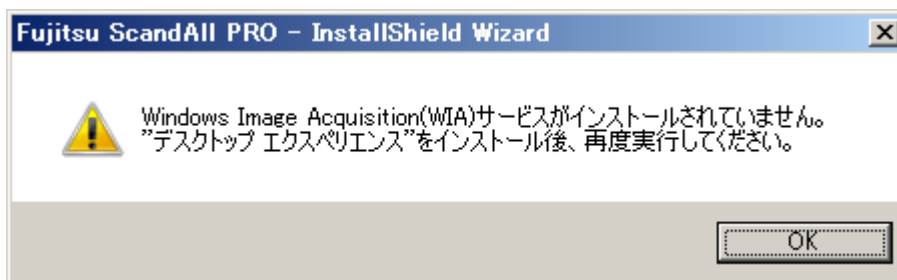 Fujitsu ScandAll PRO - InstallShield Wizard
Windows Image Acquisition(WIA)サービスがインストールされていません。
”デスクトップ エクスペリエンス”をインストール後、再度実行してください。
OK